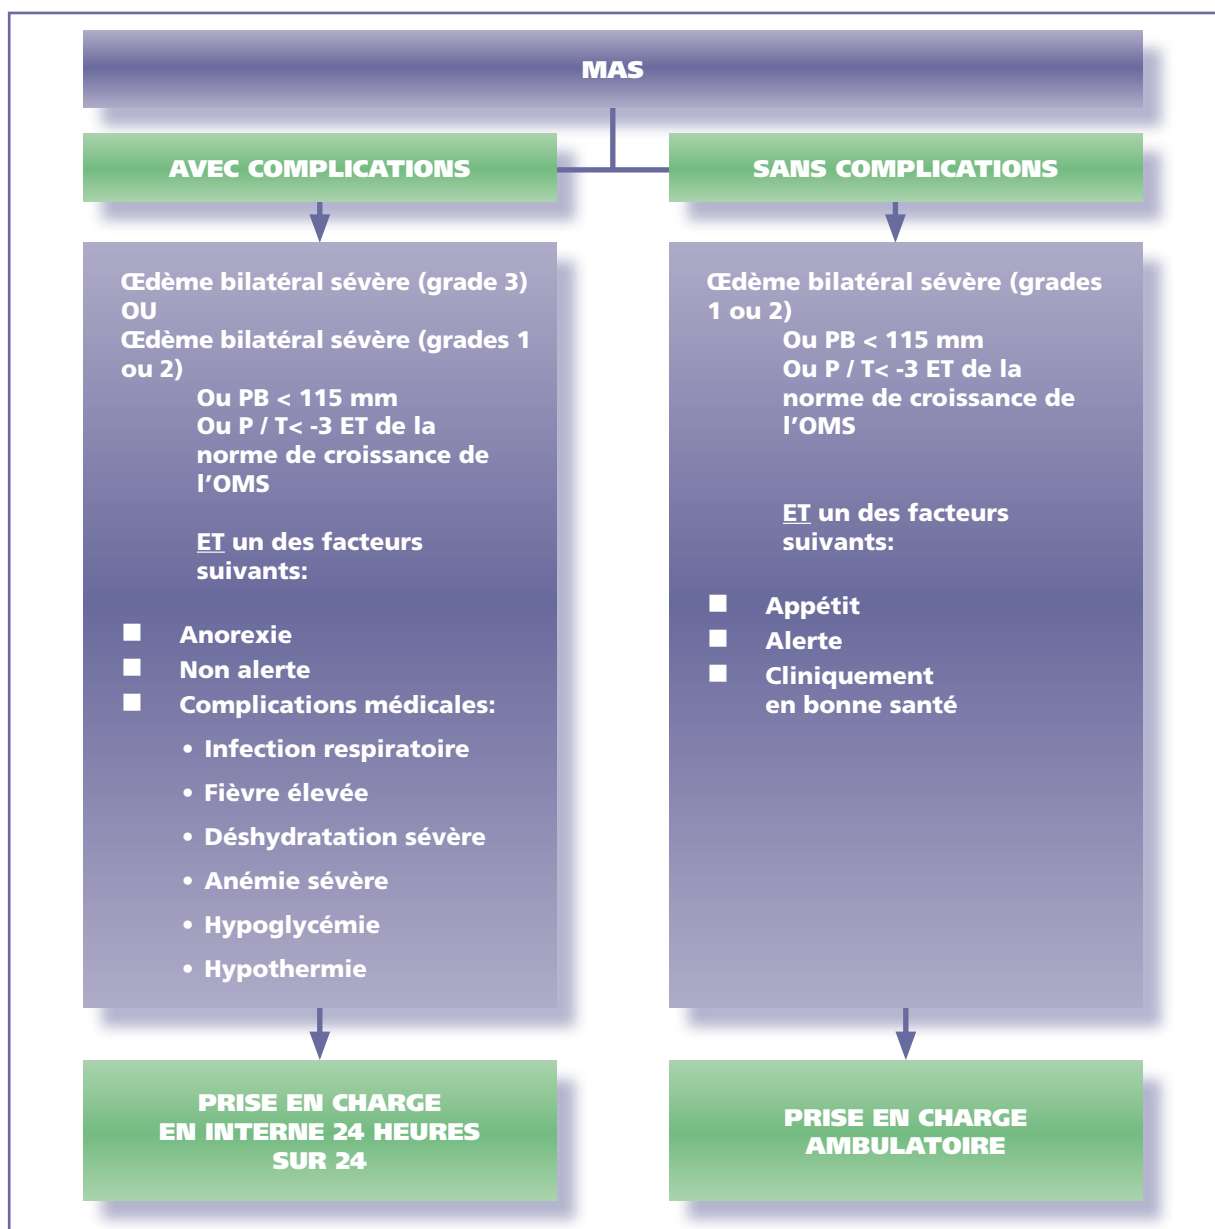 MAS
AVEC COMPLICATIONS
Œdème bilatéral sévère (grade 3)
OU
Œdème bilatéral sévère (grades 1
ou 2)
Ou PB < 115 mm
Ou P / T< -3 ET de la
norme de croissance de
l'OMS
ET un des facteurs
suivants:
■ Anorexie
■ Non alerte
■ Complications médicales:
• Infection respiratoire
• Fièvre élevée
• Déshydratation sévère
• Anémie sévère
• Hypoglycémie
• Hypothermie
PRISE EN CHARGE
EN INTERNE 24 HEURES
SUR 24
SANS COMPLICATIONS
Œdème bilatéral sévère (grades
1 ou 2)
Ou PB < 115 mm
Ou P / T< -3 ET de la
norme de croissance de
l'OMS
ET un des facteurs
suivants:
■ Appétit
■ Alerte
■ Cliniquement
en bonne santé
PRISE EN CHARGE
AMBULATOIRE